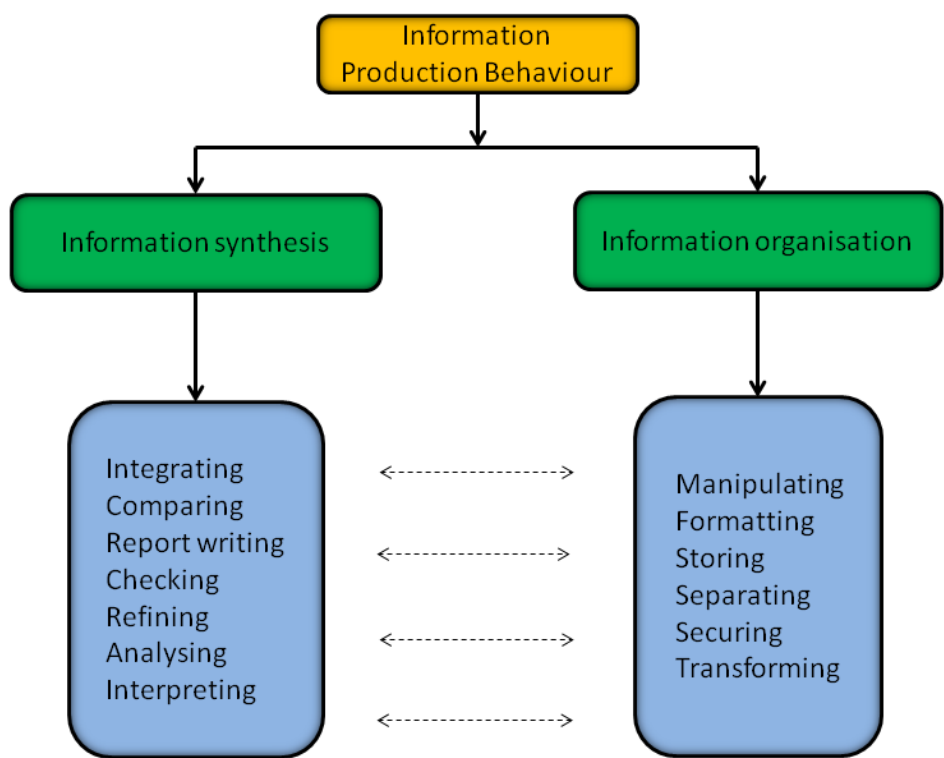 Information
Production Behaviour
Information synthesis
Information organisation
Integrating
Comparing
Report writing
Checking
Refining
Analysing
Interpreting
Manipulating
Formatting
Storing
Separating
Securing
Transforming